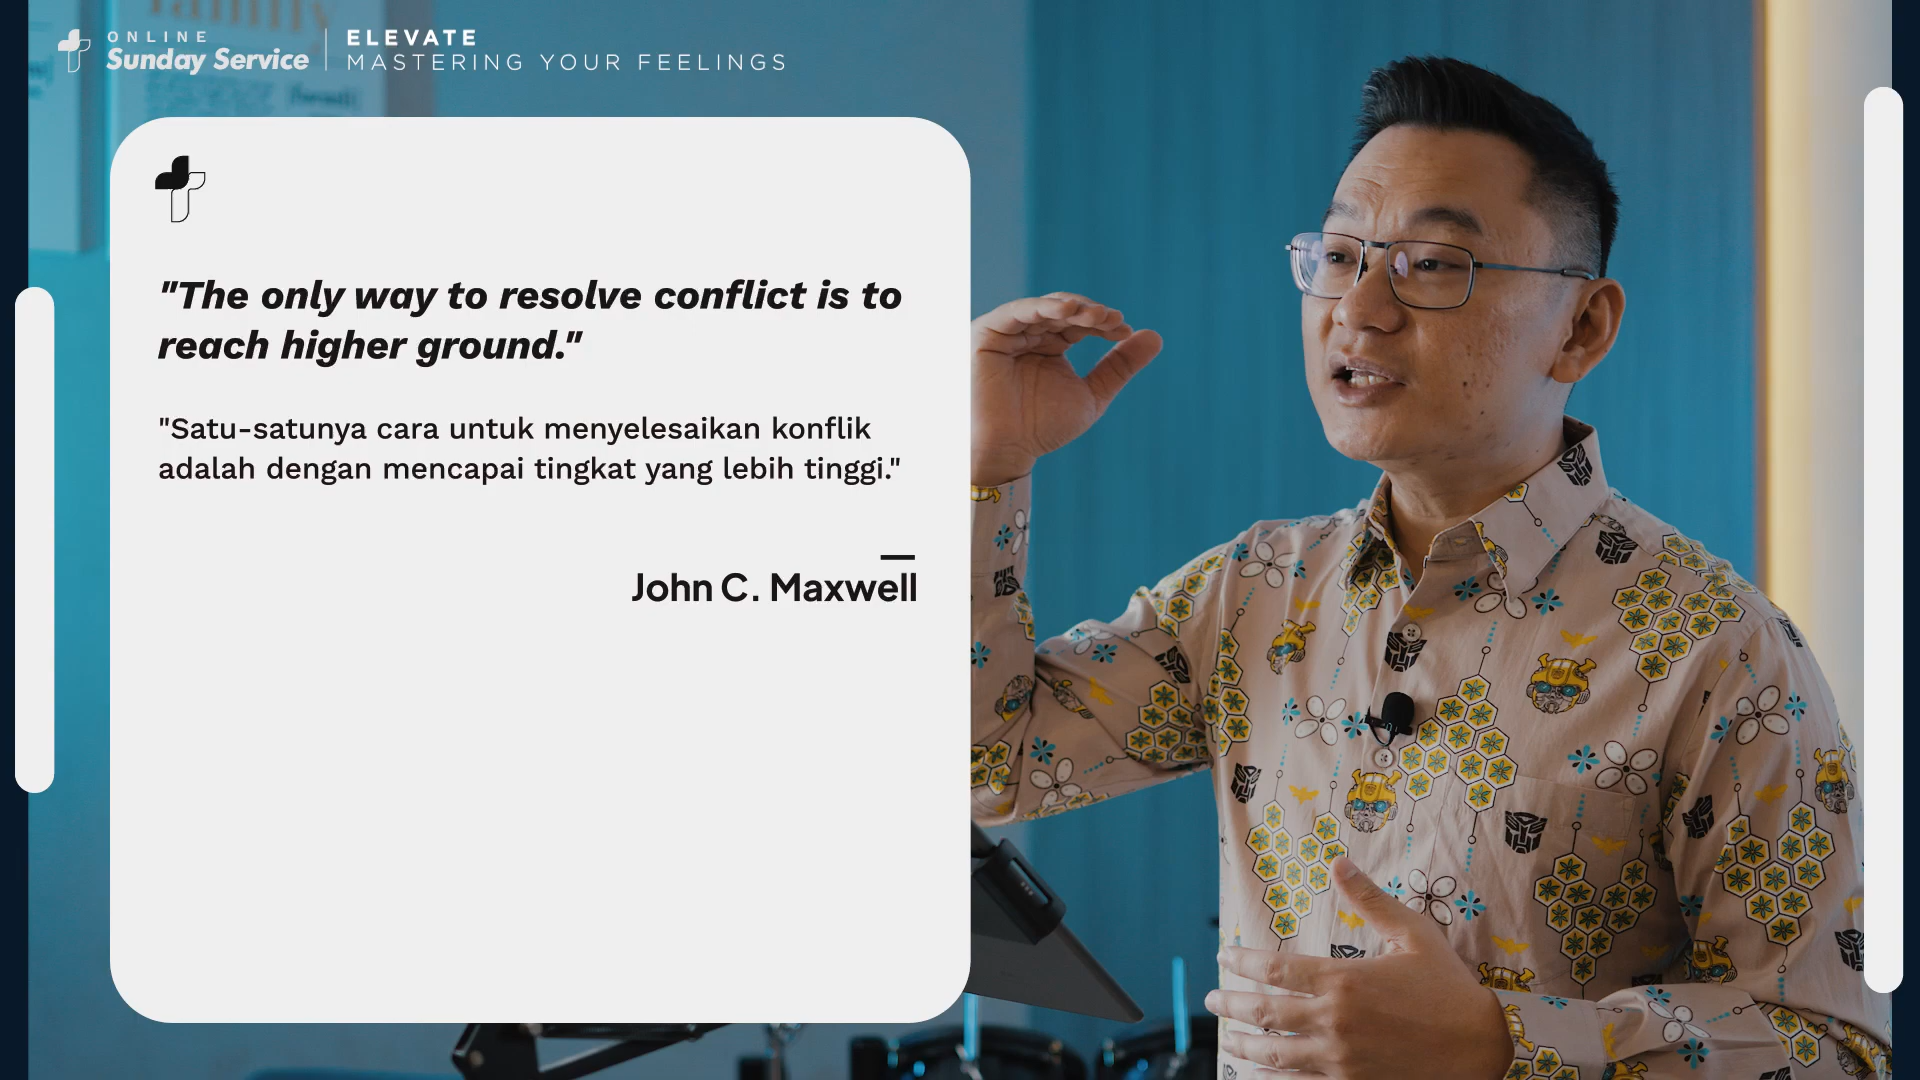 ONLINE
Sunday Service
ELEVATE
MASTERING YOUR FEELINGS
"The only way to resolve conflict is to
reach higher ground."
"Satu-satunya cara untuk menyelesaikan konflik
adalah dengan mencapai tingkat yang lebih tinggi."
John C. Maxwell